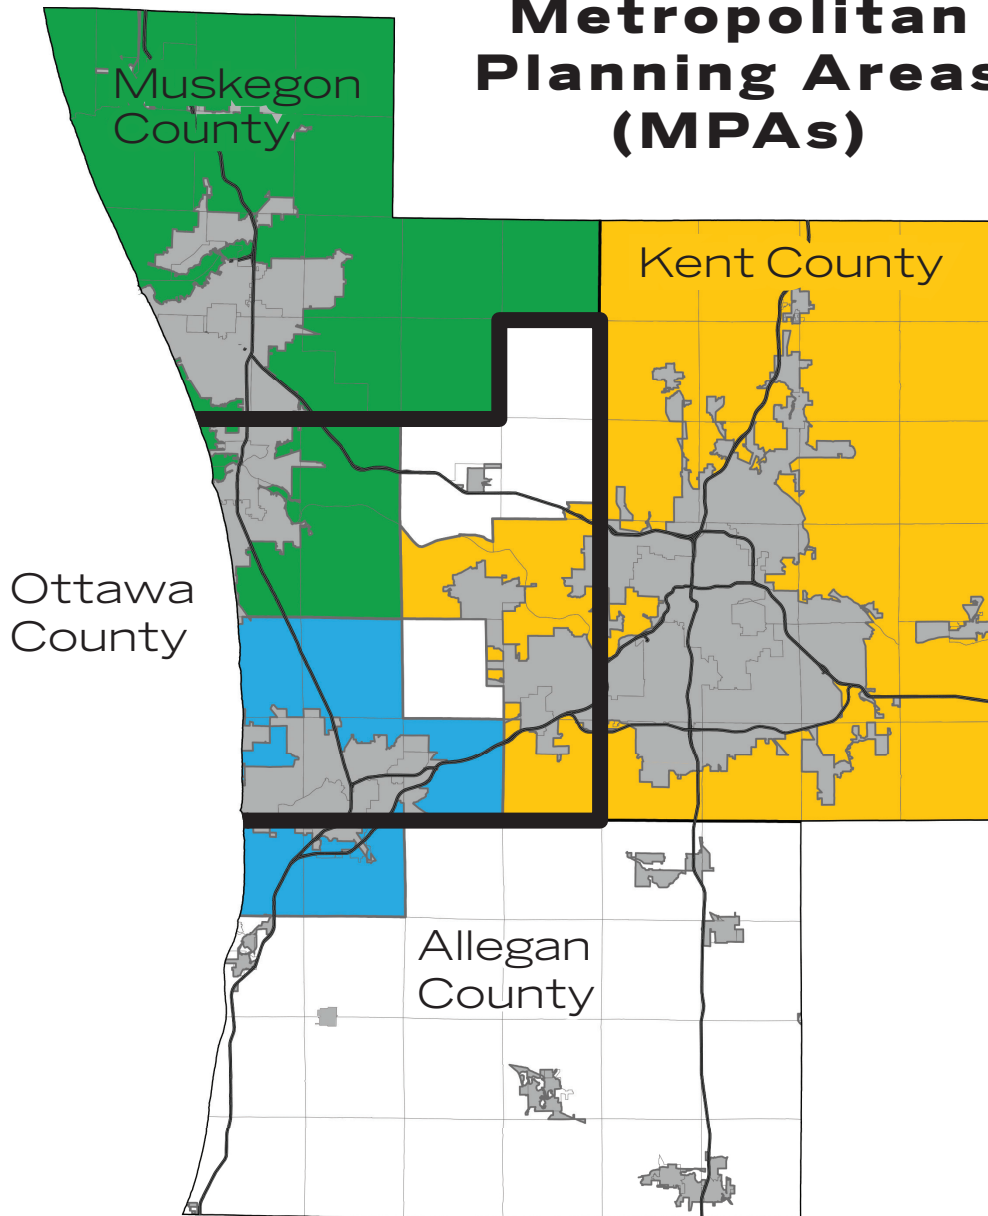 Metropolitan
Planning Areas
(MPAs)
Muskegon
County
Kent County
Ottawa
County
Allegan
County